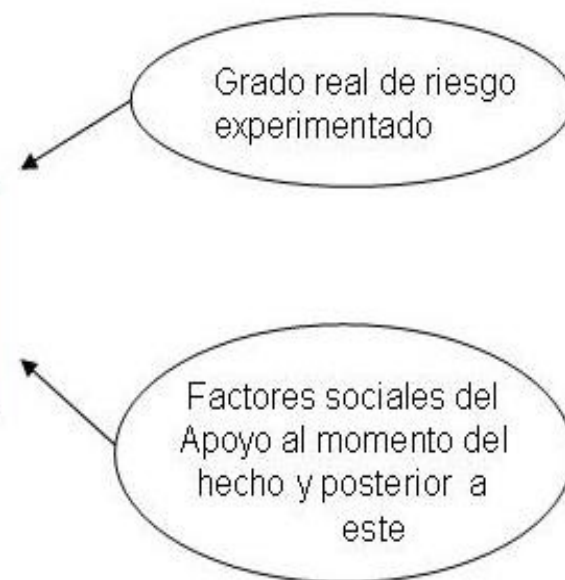 Grado real de riesgo
experimentado
Factores sociales del
Apoyo al momento del
hecho y posterior a
este